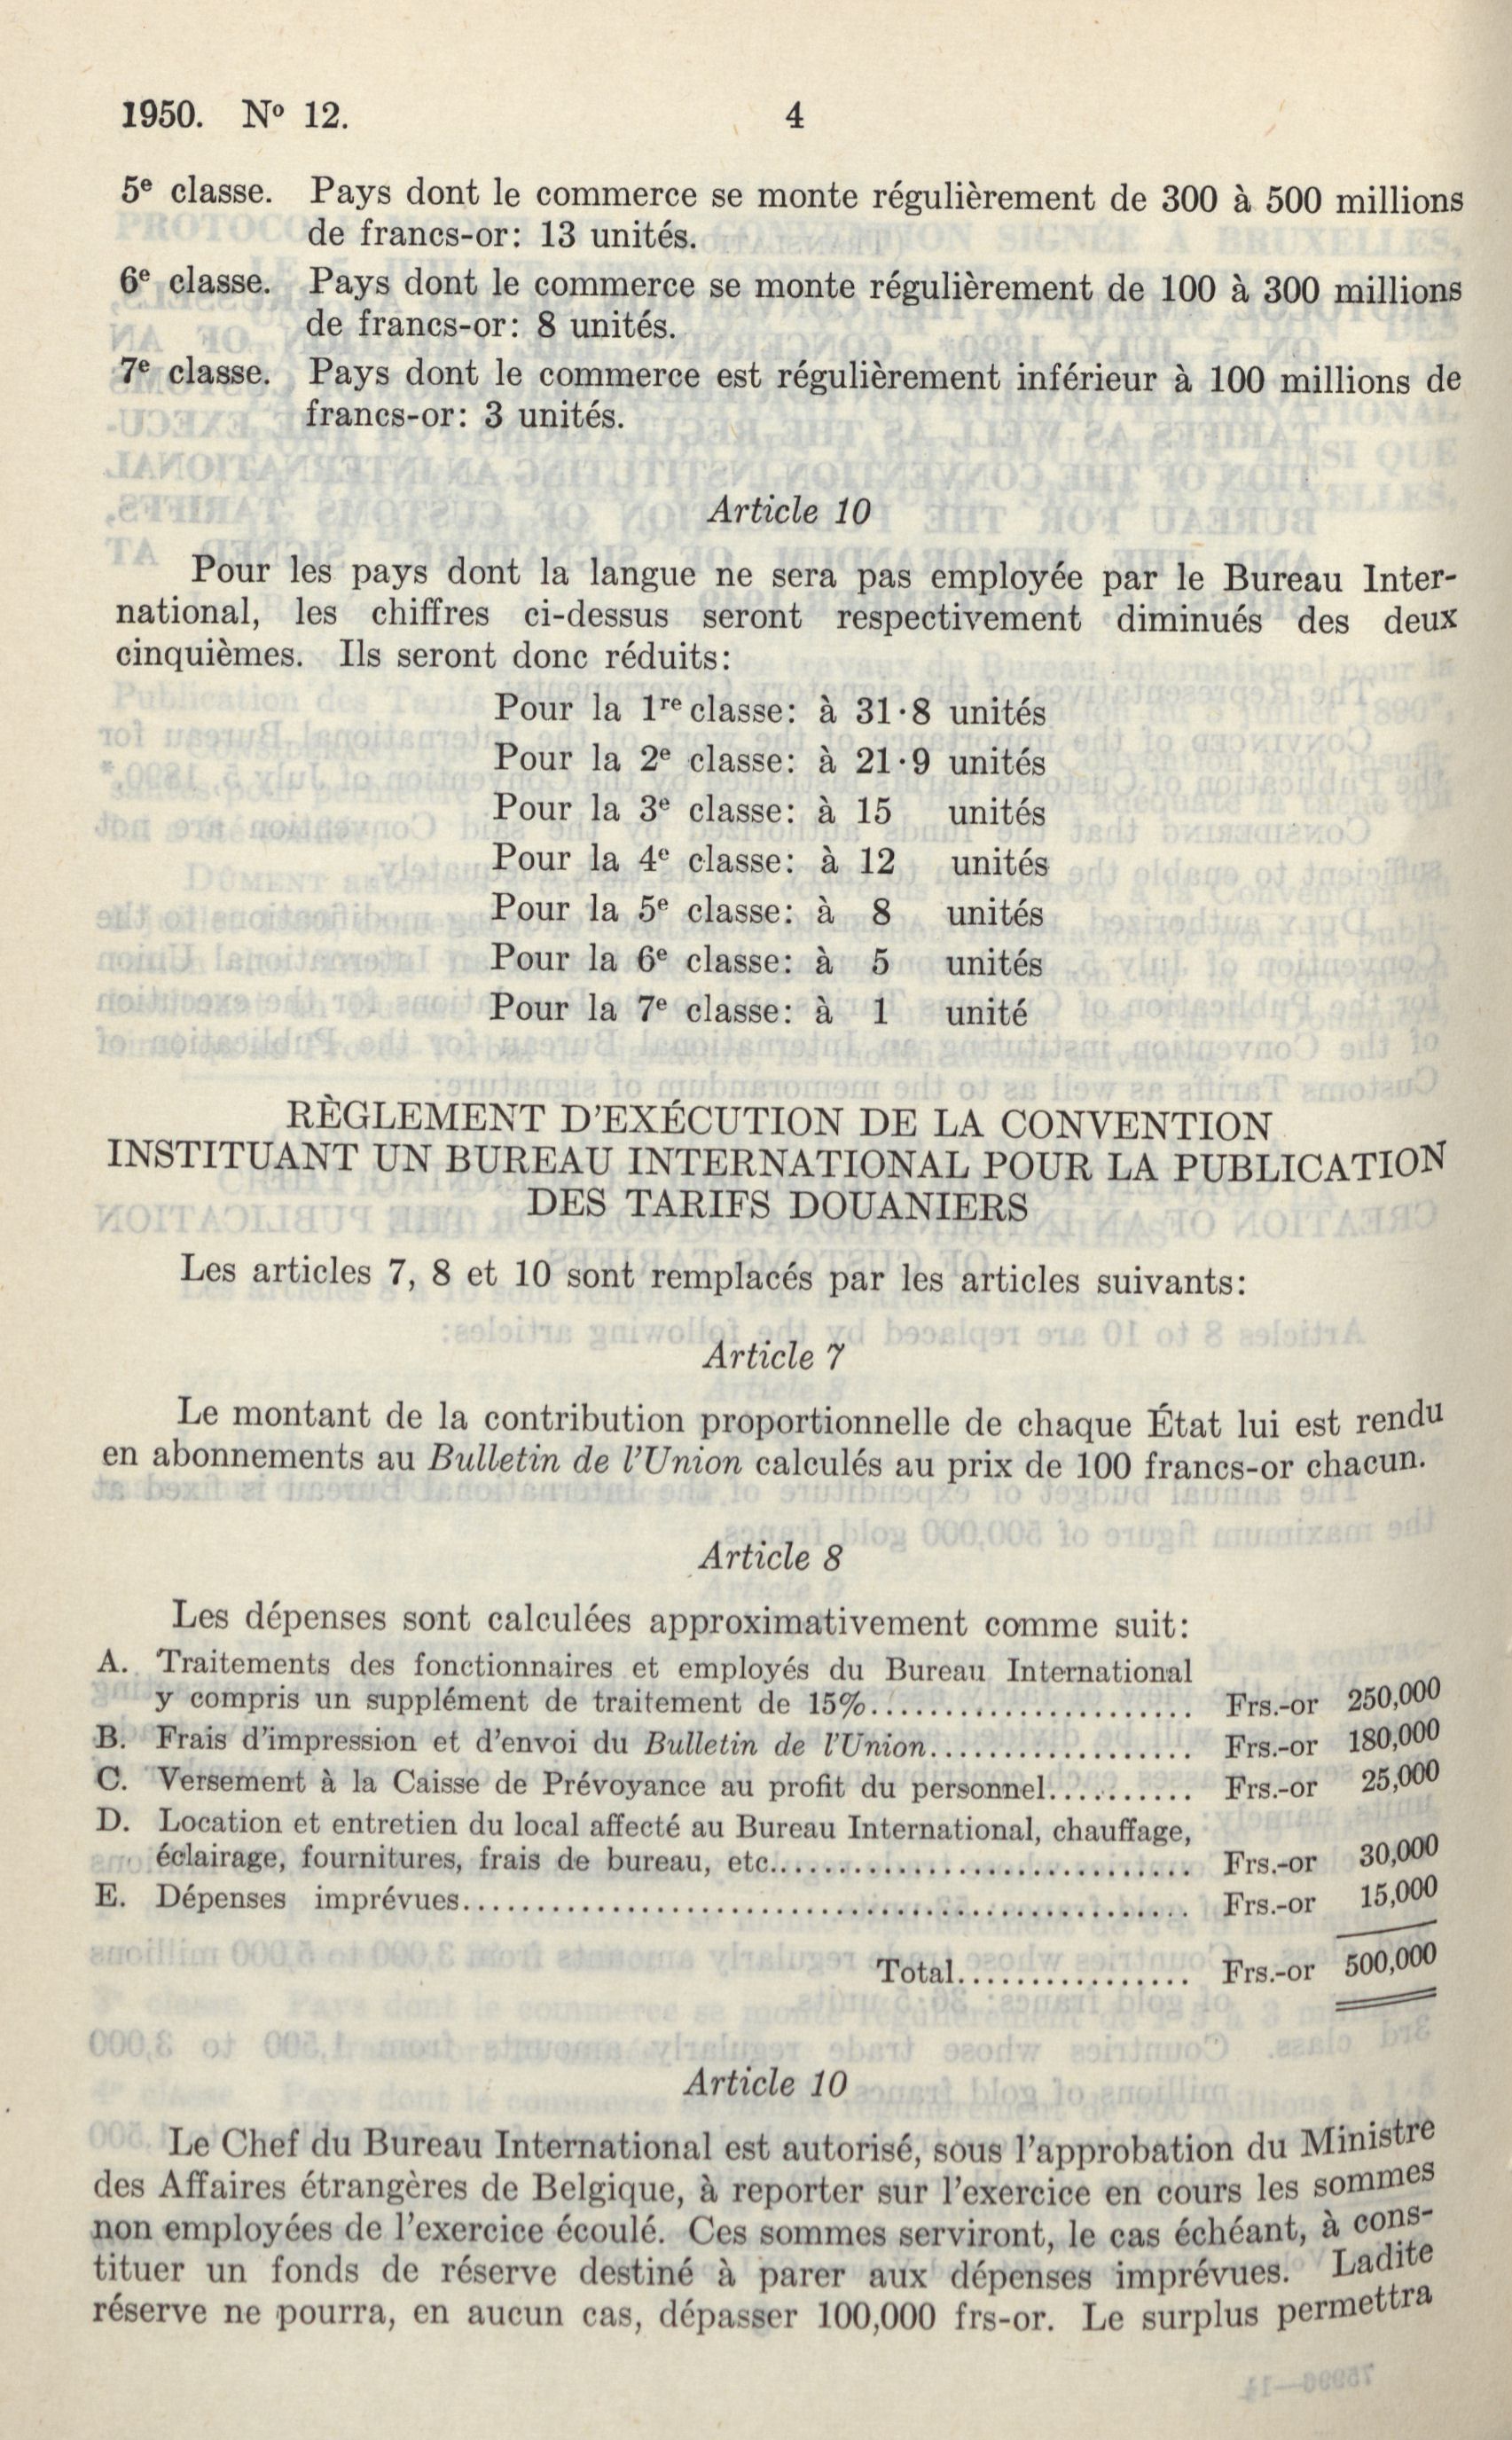 1950. Nº 12.
4
5e classe. Pays dont le commerce se monte régulièrement de 300 à 500 millions
de francs-or: 13 unités.
6e classe. Pays dont le commerce se monte régulièrement de 100 à 300 millions
de francs-or: 8 unités.
7e classe. Pays dont le commerce est régulièrement inférieur à 100 millions de
francs-or: 3 unités.
Article 10
Pour les pays dont la langue ne sera pas employée par le Bureau Inter-
national, les chiffres ci-dessus seront respectivement diminués des deux
cinquièmes. Ils seront donc réduits:
Pour la 1re classe: à 31·8 unités
Pour la 2e classe: à 21·9 unités
Pour la 3e classe: à 15 unités
Pour la 4e classe: à 12 unités
Pour la 5e classe: à 8 unités
Pour la 6e classe: à 5 unités
Pour la 7e classe: à 1 unité
RÈGLEMENT D'EXÉCUTION DE LA CONVENTION
INSTITUANT UN BUREAU INTERNATIONAL POUR LA PUBLICATION
DES TARIFS DOUANIERS
Les articles 7, 8 et 10 sont remplacés par les articles suivants:
Article 7
Le montant de la contribution proportionnelle de chaque État lui est rendu
en abonnements au Bulletin de l'Union calculés au prix de 100 francs-or chacun.
Article 8
Les dépenses sont calculées approximativement comme suit:
A. Traitements des fonctionnaires et employés du Bureau International
y compris un supplément de traitement de 15%...................... Frs.-or 250,000
B. Frais d'impression et d'envoi du Bulletin de l'Union.................. Frs.-or 180,000
C. Versement à la Caisse de Prévoyance au profit du personnel.......... Frs.-or 25,000
D. Location et entretien du local affecté au Bureau International, chauffage,
éclairage, fournitures, frais de bureau, etc............................. Frs.-or 30,000
E. Dépenses imprévues.................................................. Frs.-or 15,000
Total................ Frs.-or 500,000
Article 10
Le Chef du Bureau International est autorisé, sous l'approbation du Ministre
des Affaires étrangères de Belgique, à reporter sur l'exercice en cours les sommes
non employées de l'exercice écoulé. Ces sommes serviront, le cas échéant, à cons-
tituer un fonds de réserve destiné à parer aux dépenses imprévues. Ladite
réserve ne pourra, en aucun cas, dépasser 100,000 frs-or. Le surplus permettra